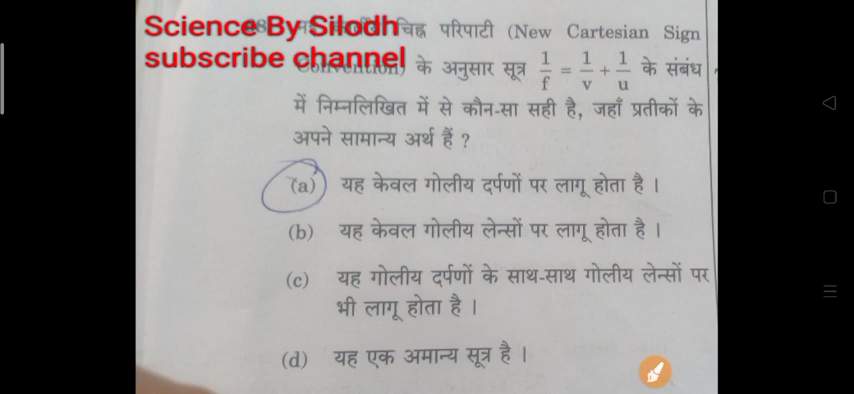 Science By Silodh
subscribe channel
चिह्न परिपाटी (New Cartesian Sign
Convention) के अनुसार सूत्र 1/f = 1/v + 1/u के संबंध
में निम्नलिखित में से कौन-सा सही है, जहाँ प्रतीकों के
अपने सामान्य अर्थ हैं ?
(a) यह केवल गोलीय दर्पणों पर लागू होता है ।
(b) यह केवल गोलीय लेन्सों पर लागू होता है ।
(c) यह गोलीय दर्पणों के साथ-साथ गोलीय लेन्सों पर
भी लागू होता है ।
(d) यह एक अमान्य सूत्र है ।